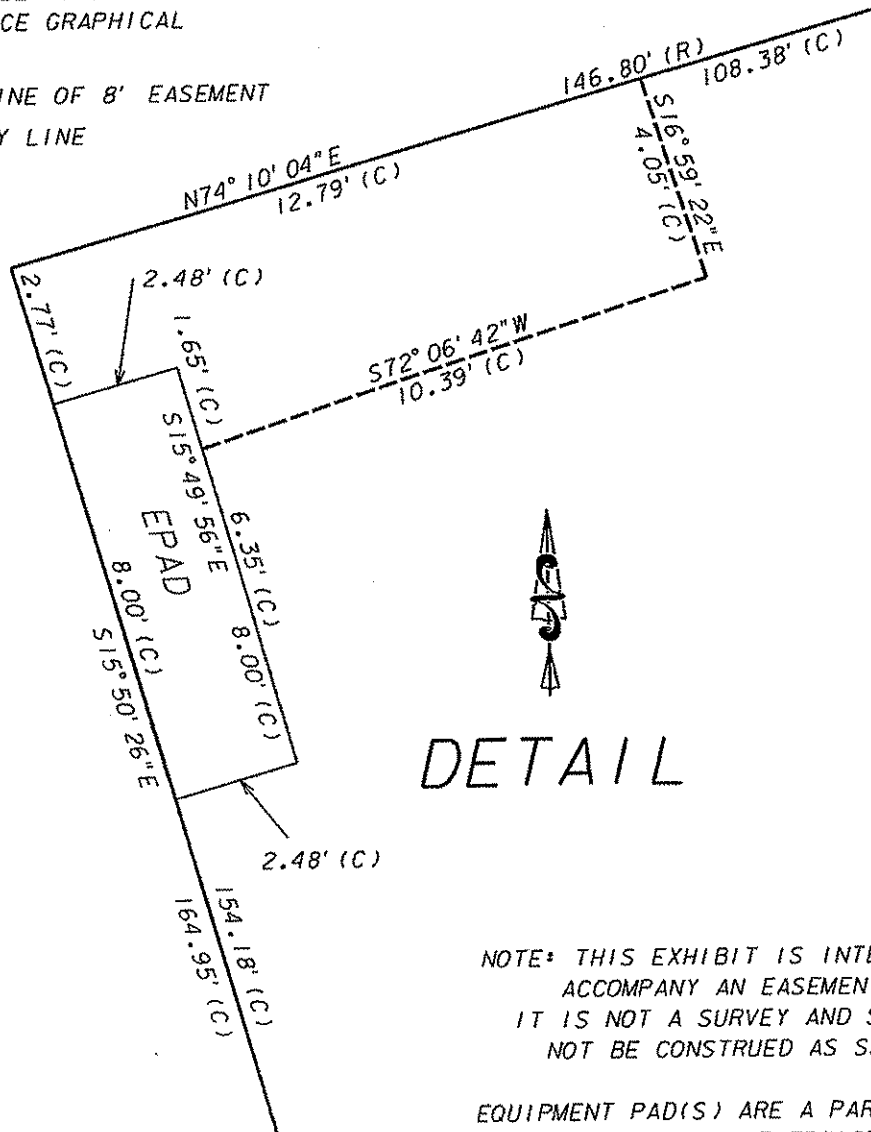 CE GRAPHICAL
INE OF 8' EASEMENT
Y LINE
146.80' (R)
108.38' (C)
N74° 10' 04" E
12.79' (C)
S16° 59' 22"E
4.05' (C)
2.77' (C)
2.48' (C)
1.65' (C)
S72° 06' 42" W
10.39' (C)
S15° 49' 56"E
EPAD
6.35' (C)
8.00' (C)
8.00' (C)
S15° 50' 26"E
2.48' (C)
DETAIL
154.18' (C)
164.95' (C)
NOTE: THIS EXHIBIT IS INTE
ACCOMPANY AN EASEMEN
IT IS NOT A SURVEY AND S
NOT BE CONSTRUED AS S
EQUIPMENT PAD(S) ARE A PAR